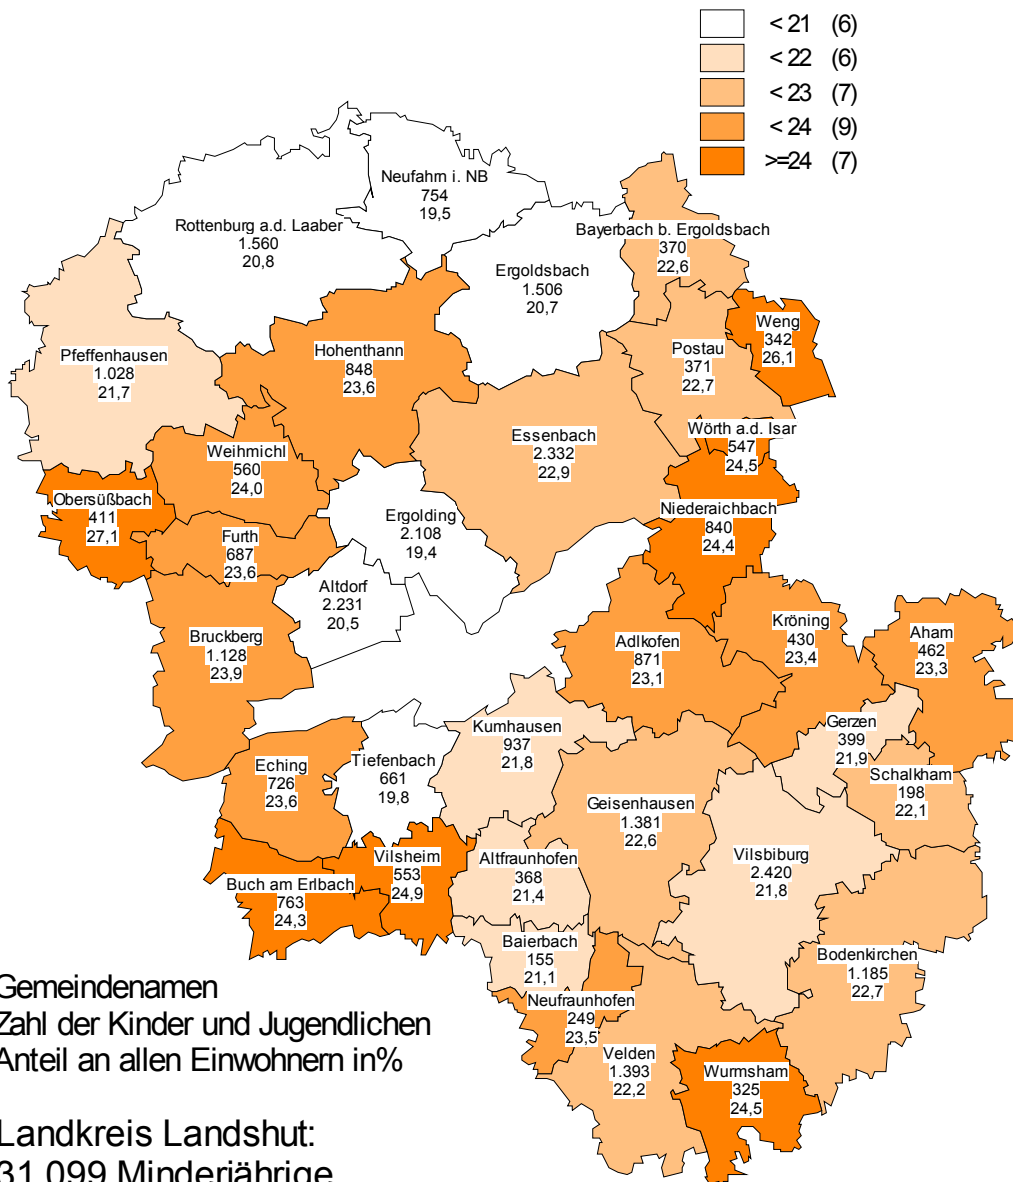 < 21 (6)
< 22 (6)
< 23 (7)
< 24 (9)
>=24 (7)
Neufahrn i. NB
754
19,5
Rottenburg a.d. Laaber
1.560
20,8
Bayerbach b. Ergoldsbach
370
22,6
Ergoldsbach
1.506
20,7
Weng
342
26,1
Pfeffenhausen
1.028
21,7
Hohenthann
848
23,6
Postau
371
22,7
Essenbach
2.332
22,9
Wörth a.d. Isar
547
24,5
Weihmichl
560
24,0
Obersüßbach
411
27,1
Ergolding
2.108
19,4
Niederaichbach
840
24,4
Furth
687
23,6
Altdorf
2.231
20,5
Bruckberg
1.128
23,9
Adlkofen
871
23,1
Kröning
430
23,4
Aham
462
23,3
Kumhausen
937
21,8
Gerzen
399
21,9
Eching
726
23,6
Tiefenbach
661
19,8
Schalkham
198
22,1
Geisenhausen
1.381
22,6
Vilsbiburg
2.420
21,8
Vilsheim
553
24,9
Altfraunhofen
368
21,4
Buch am Erlbach
763
24,3
Baierbach
155
21,1
Bodenkirchen
1.185
22,7
Neufraunhofen
249
23,5
Velden
1.393
22,2
Wurmsham
325
24,5
Gemeindenamen
Zahl der Kinder und Jugendlichen
Anteil an allen Einwohnern in%
Landkreis Landshut:
31.099 Minderjährige